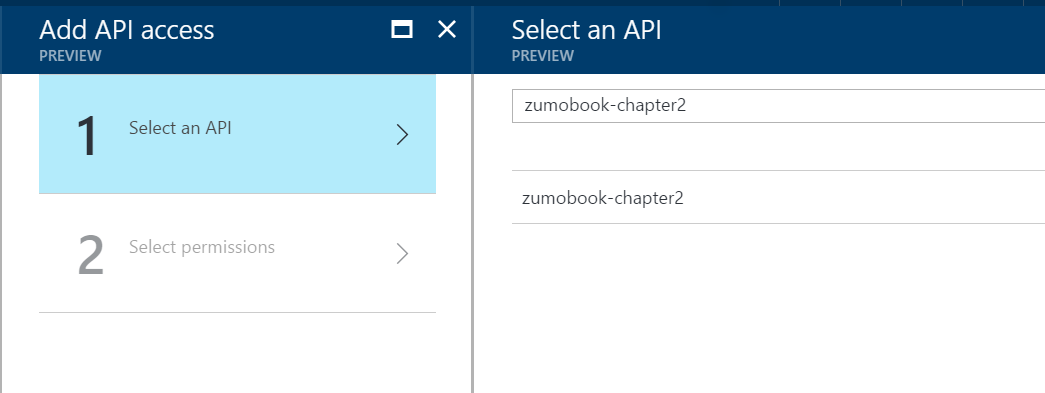 Add API access
PREVIEW
1 Select an API
2 Select permissions
Select an API
PREVIEW
zumobook-chapter2
zumobook-chapter2